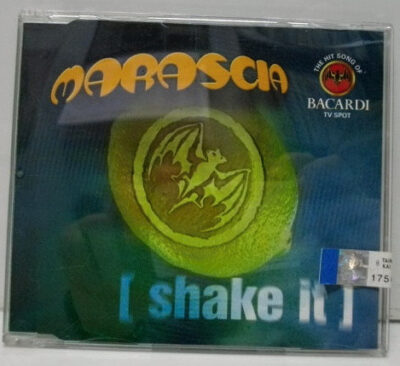 MARASCIA
THE HIT SONG OF
BACARDI
TV SPOT
[ shake it ]
175